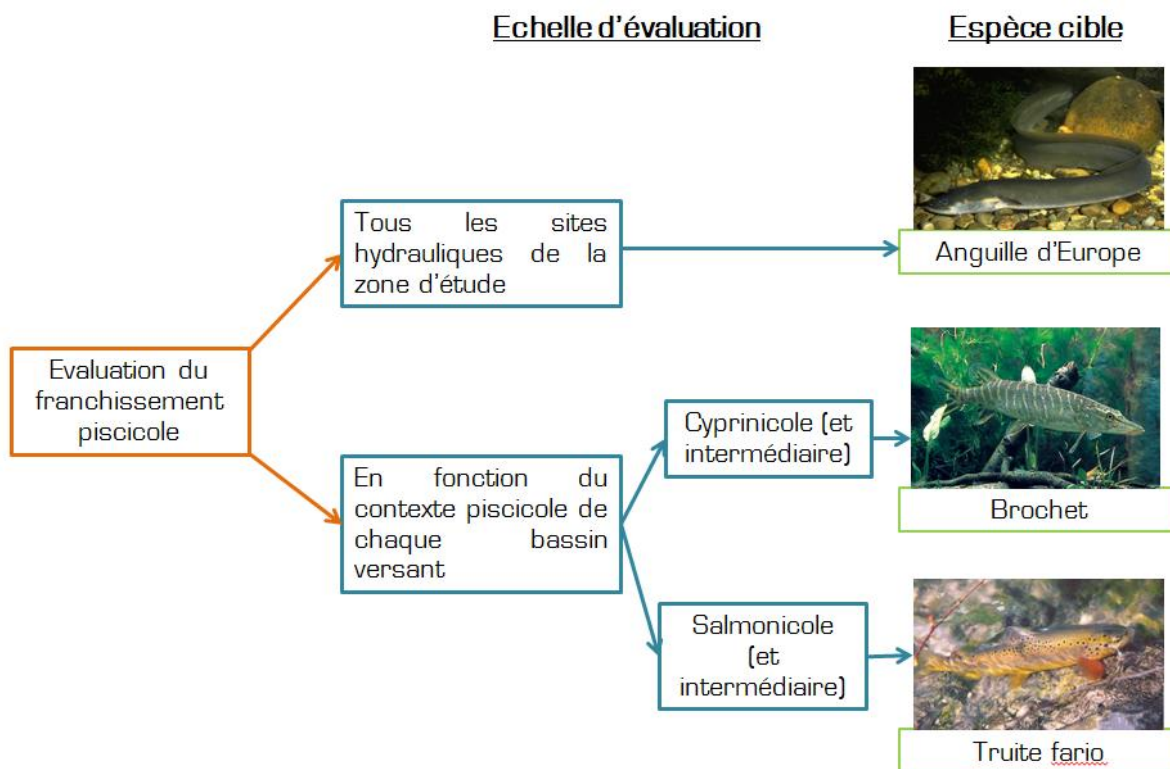 Echelle d'évaluation
Espèce cible
Tous les sites
hydrauliques de la
zone d'étude
Anguille d'Europe
Evaluation du
franchissement
piscicole
En fonction du
contexte piscicole de
chaque bassin
versant
Cyprinicole (et
intermédiaire)
Brochet
Salmonicole
(et
intermédiaire)
Truite fario